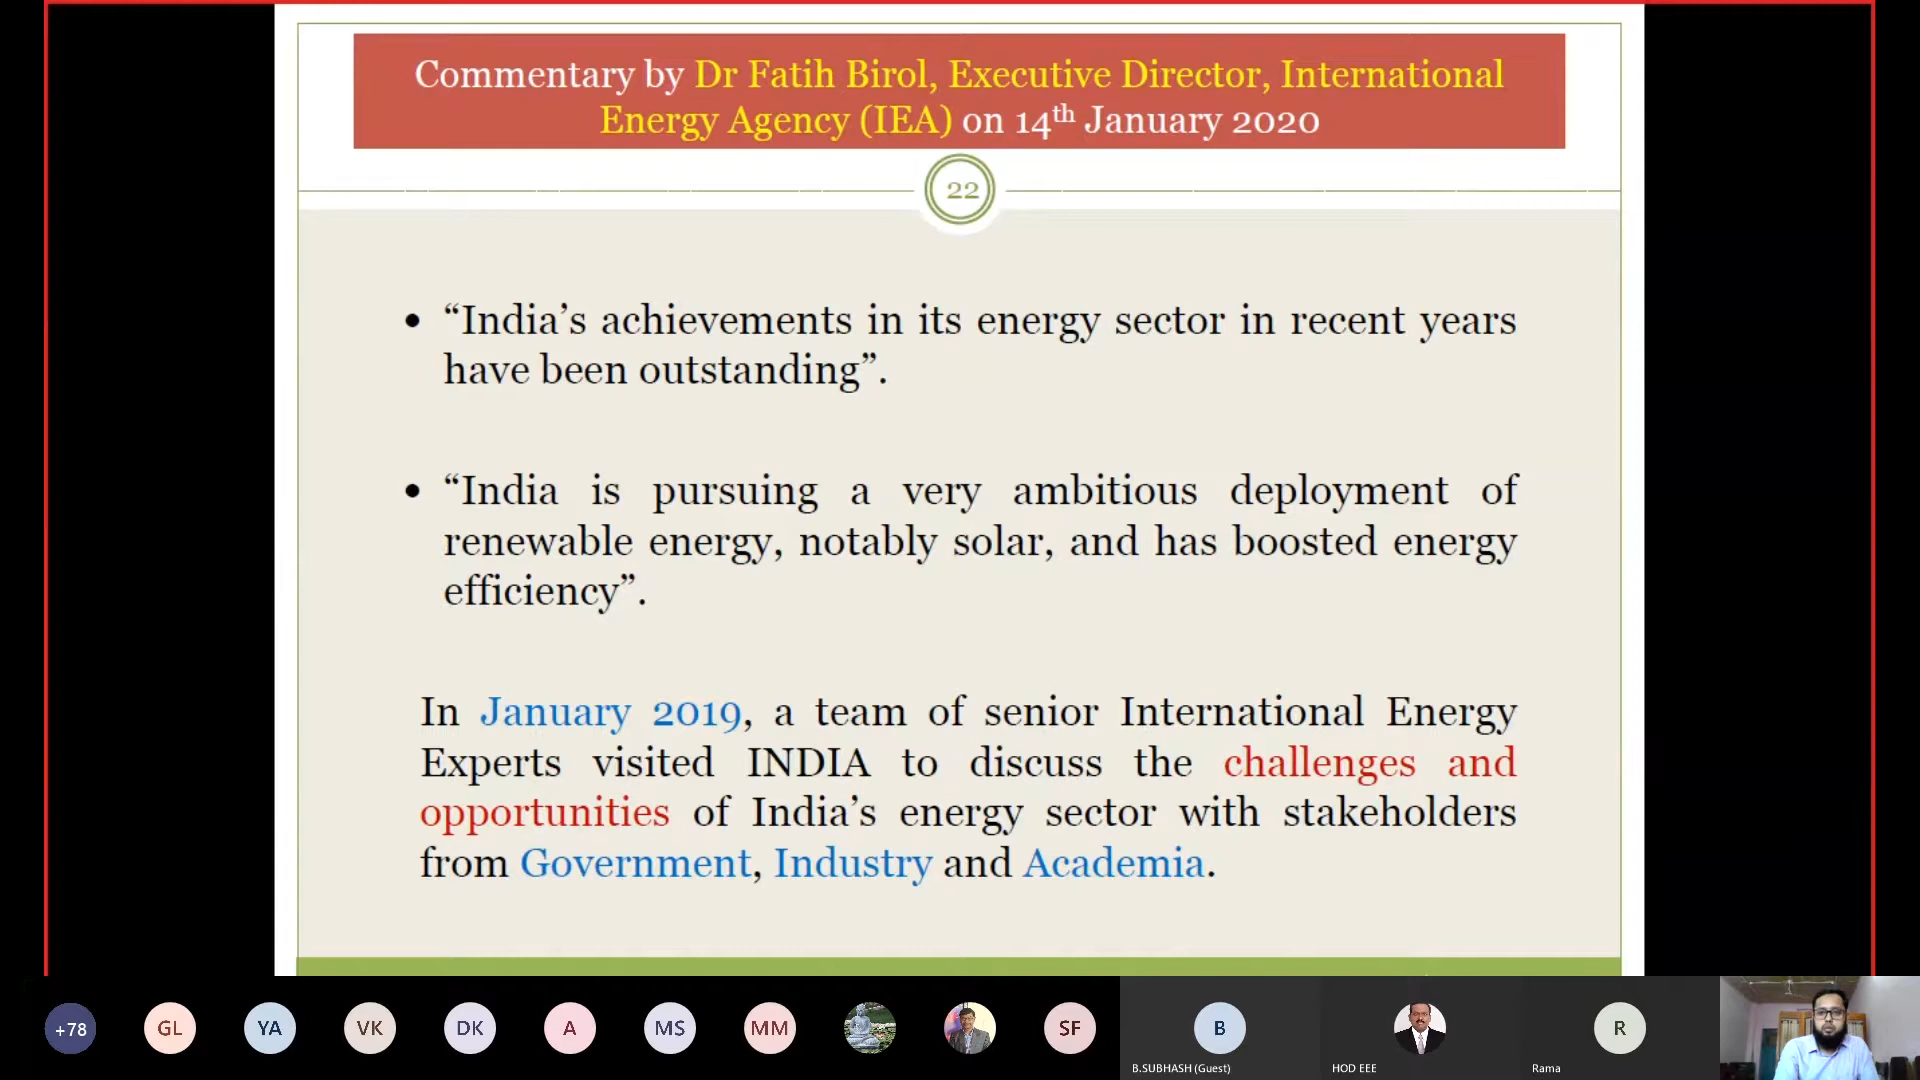 Commentary by Dr Fatih Birol, Executive Director, International
Energy Agency (IEA) on 14th January 2020
22
• “India’s achievements in its energy sector in recent years
have been outstanding”.
• “India is pursuing a very ambitious deployment of
renewable energy, notably solar, and has boosted energy
efficiency”.
In January 2019, a team of senior International Energy
Experts visited INDIA to discuss the challenges and
opportunities of India’s energy sector with stakeholders
from Government, Industry and Academia.
+78 GL YA VK DK A MS MM SF B R
B.SUBHASH (Guest) HOD EEE Rama